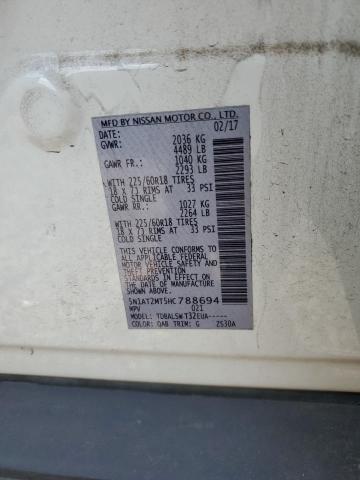 MFD BY NISSAN MOTOR CO., LTD.
DATE: 02/17
GVWR: 2036 KG
4489 LB
GAWR FR: 1040 KG
2293 LB
WITH 225/60R18 TIRES
18 X 7J RIMS AT 33 PSI
COLD SINGLE
GAWR RR: 1027 KG
2264 LB
WITH 225/60R18 TIRES
18 X 7J RIMS AT 33 PSI
COLD SINGLE
THIS VEHICLE CONFORMS TO
ALL APPLICABLE FEDERAL
MOTOR VEHICLE SAFETY
STANDARDS IN EFFECT ON
THE DATE OF MANUFACTURE
SHOWN ABOVE.
5N1AT2MT5HC788694
MPV 021
MODEL: TDBALSWT32EUA-----
COLOR: QAB TRIM: G 2530A